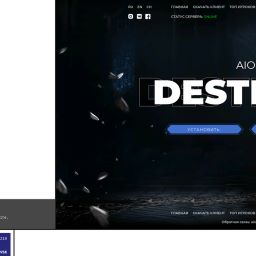 RU EN FR
ГЛАВНАЯ СКАЧАТЬ КЛИЕНТ ТОП ИГРОКОВ
СТАТУС СЕРВЕРА: ONLINE
AIO
DEST
УСТАНОВИТЬ
ГЛАВНАЯ СКАЧАТЬ КЛИЕНТ ТОП ИГРОКОВ
Обратная связь